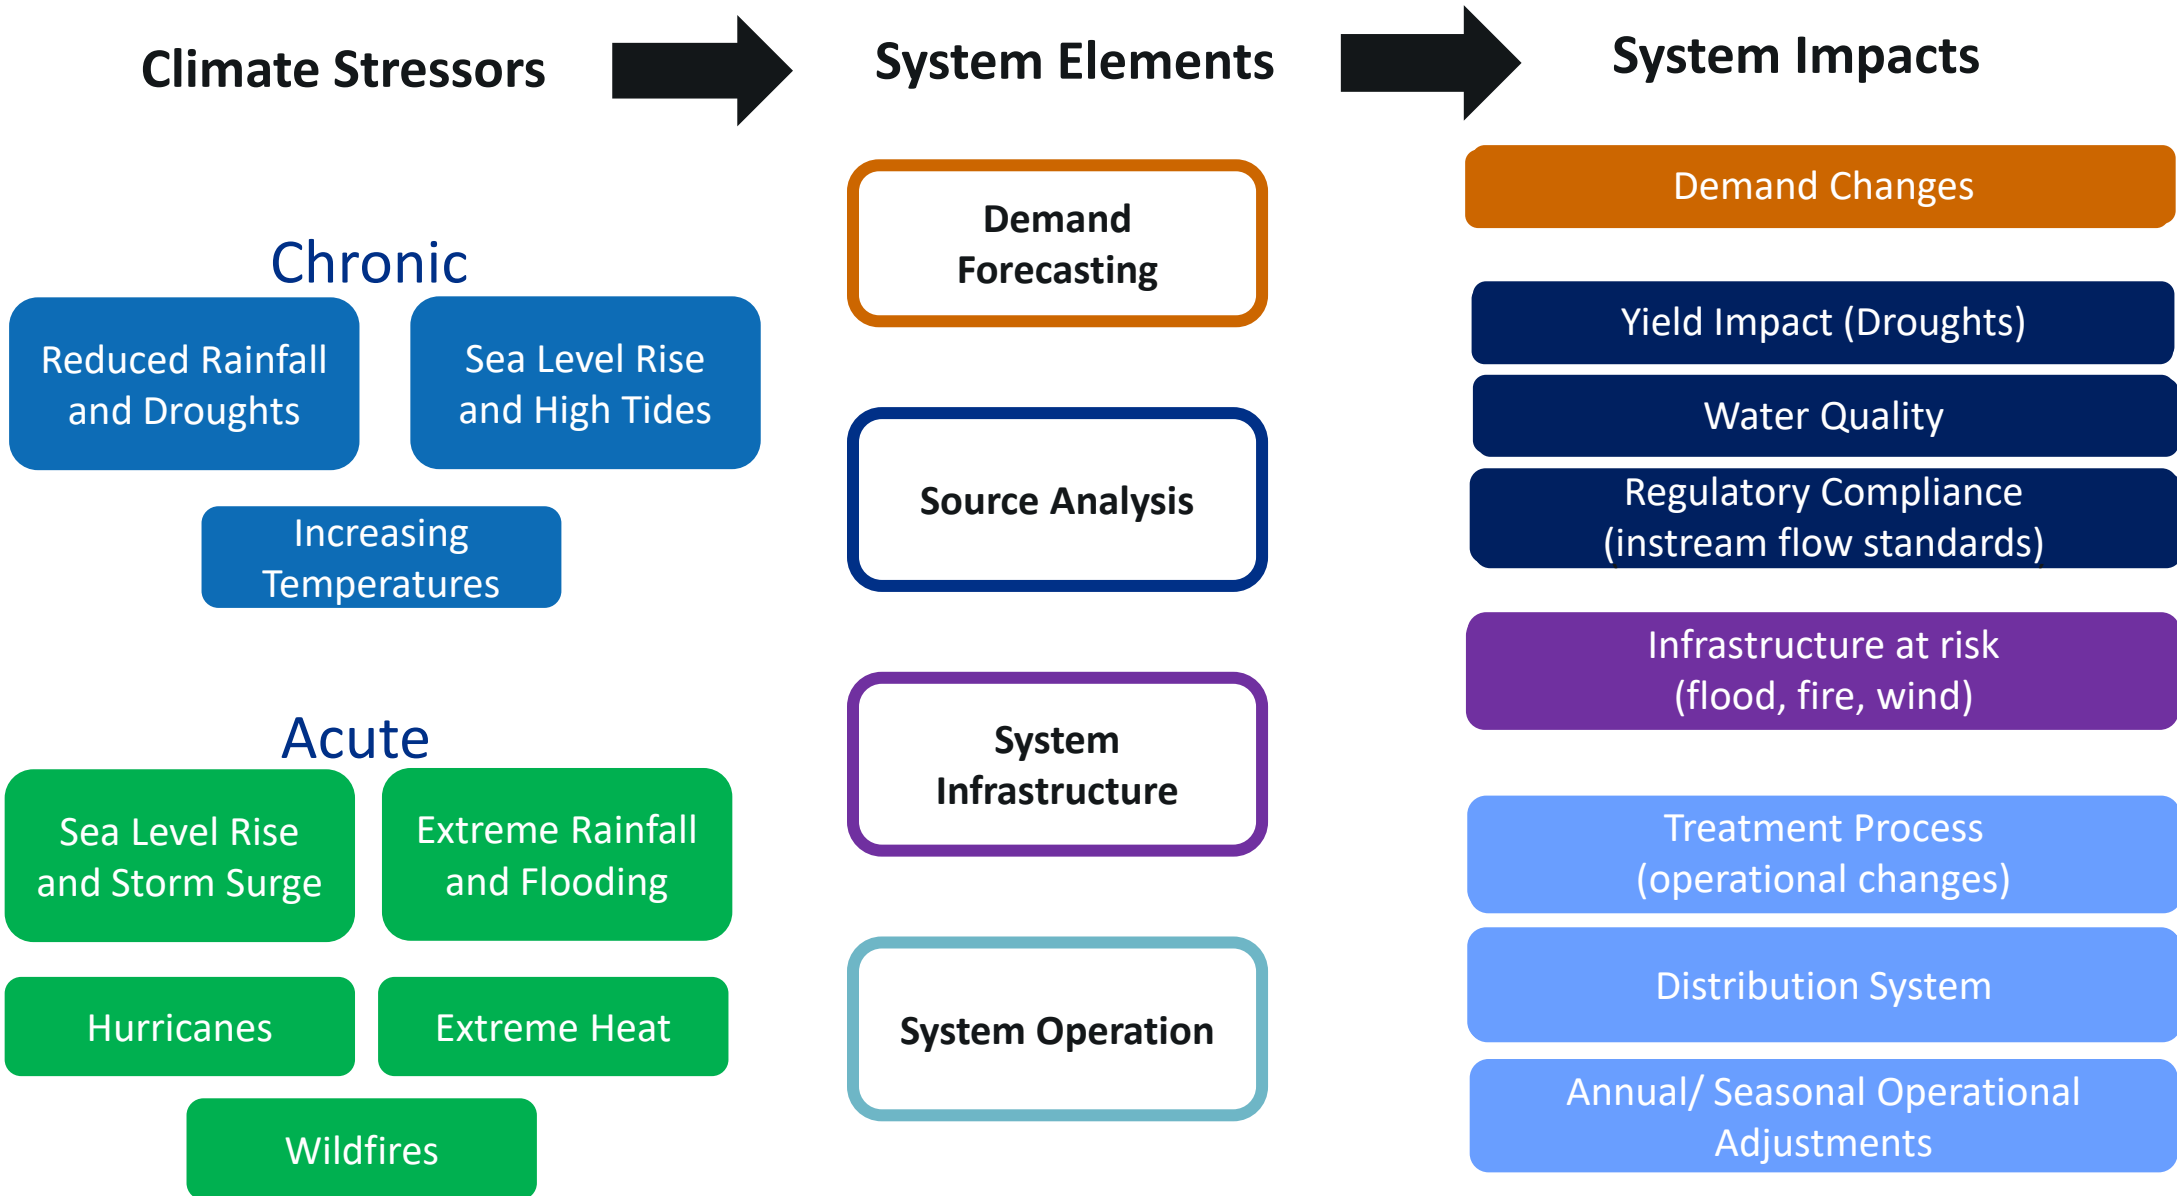 Climate Stressors
System Elements
System Impacts
Chronic
Reduced Rainfall
and Droughts
Sea Level Rise
and High Tides
Increasing
Temperatures
Acute
Sea Level Rise
and Storm Surge
Extreme Rainfall
and Flooding
Hurricanes
Extreme Heat
Wildfires
Demand
Forecasting
Source Analysis
System
Infrastructure
System Operation
Demand Changes
Yield Impact (Droughts)
Water Quality
Regulatory Compliance
(instream flow standards)
Infrastructure at risk
(flood, fire, wind)
Treatment Process
(operational changes)
Distribution System
Annual/ Seasonal Operational
Adjustments